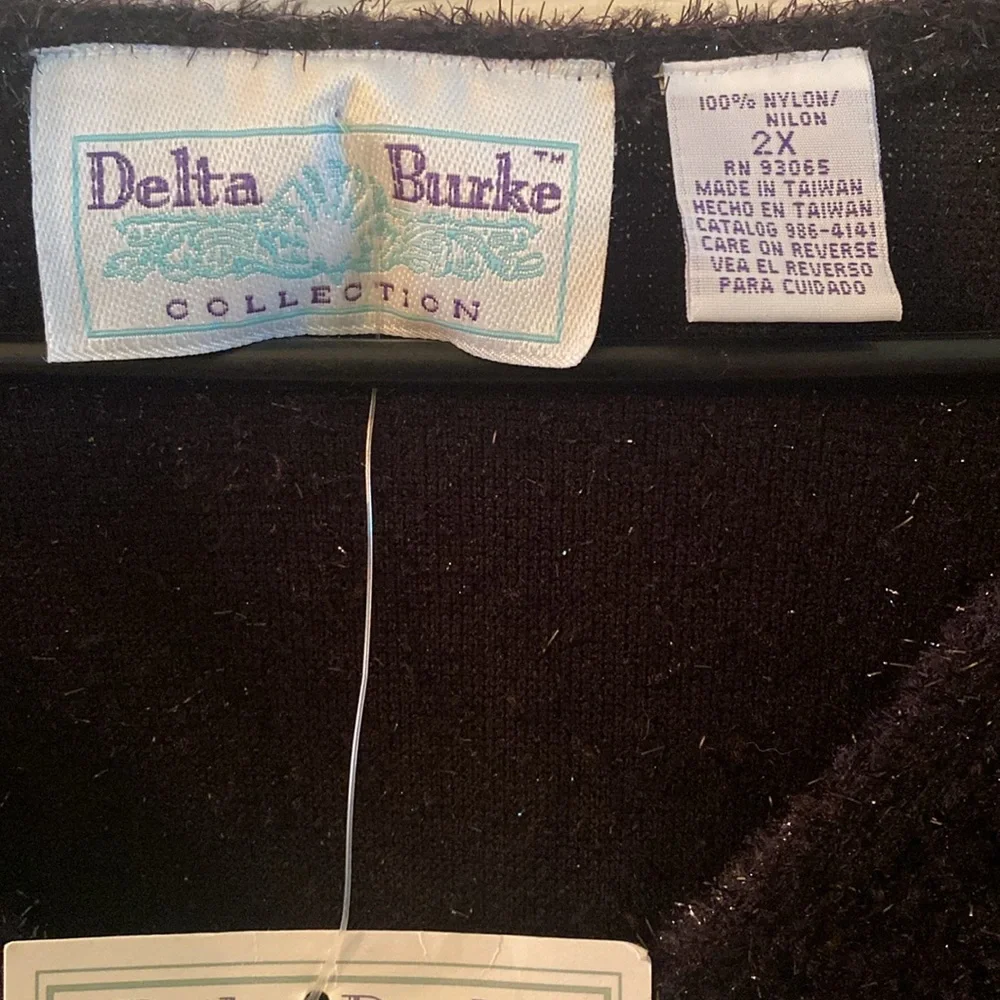 Delta Burke™
COLLECTION
100% NYLON/
NILON
2X
RN 93065
MADE IN TAIWAN
HECHO EN TAIWAN
CATALOG 986-4141
CARE ON REVERSE
VEA EL REVERSO
PARA CUIDADO